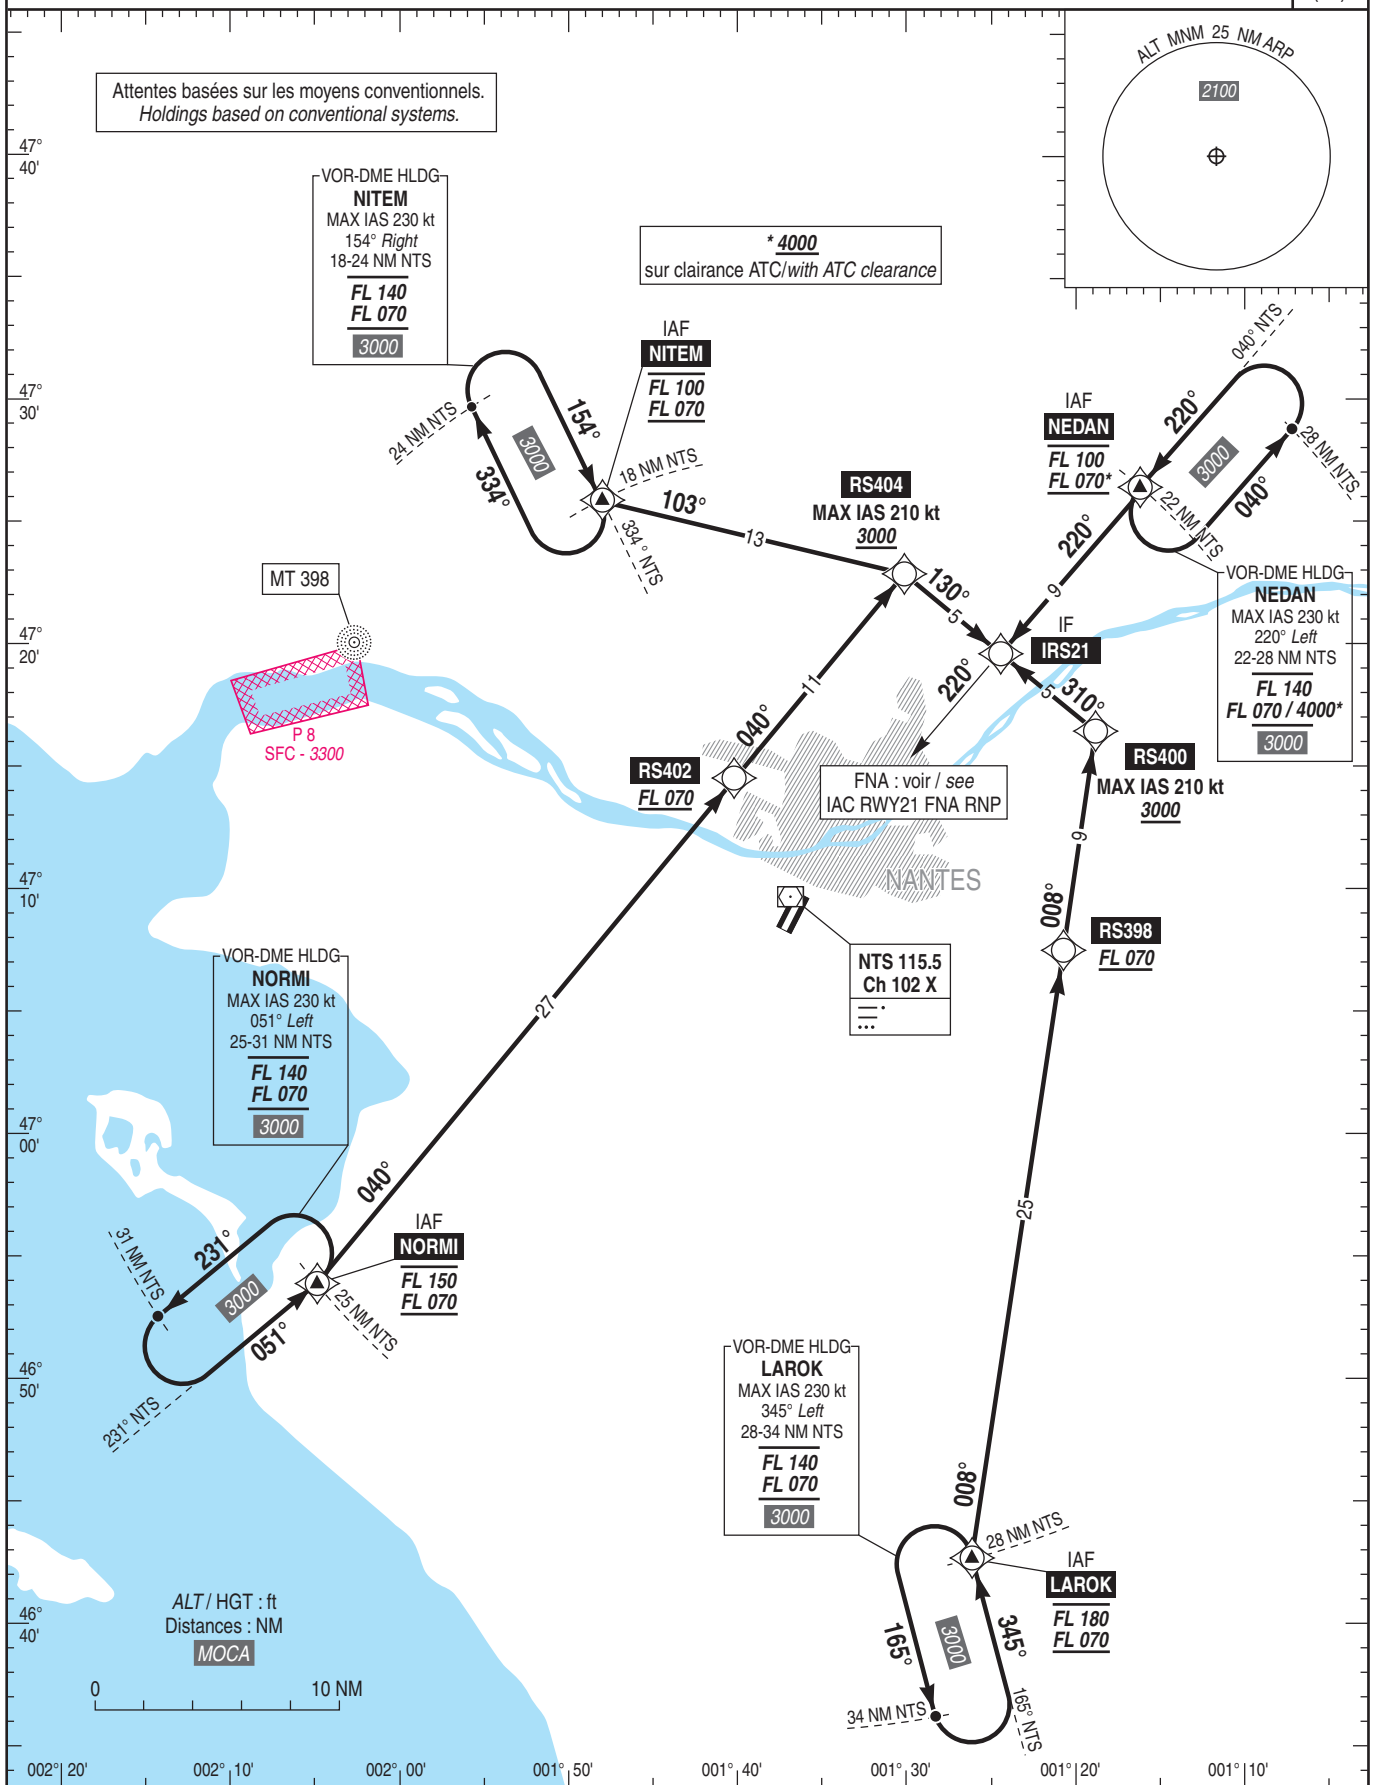 ALT MNM 25 NM ARP
2100
Attentes basées sur les moyens conventionnels.
Holdings based on conventional systems.
47°
40'
VOR-DME HLDG
NITEM
MAX IAS 230 kt
154° Right
18-24 NM NTS
FL 140
FL 070
3000
* 4000
sur clairance ATC/with ATC clearance
IAF
NITEM
FL 100
FL 070
47°
30'
24 NM NTS
154°
3000
334°
18 NM NTS
334° NTS
103°
13
RS404
MAX IAS 210 kt
3000
040° NTS
IAF
NEDAN
FL 100
FL 070*
220°
3000
040°
28 NM NTS
22 NM NTS
220°
9
130°
5
VOR-DME HLDG
NEDAN
MAX IAS 230 kt
220° Left
22-28 NM NTS
FL 140
FL 070 / 4000*
3000
MT 398
47°
20'
P 8
SFC - 3300
IF
IRS21
220°
5
310°
11
040°
RS402
FL 070
FNA : voir / see
IAC RWY21 FNA RNP
RS400
MAX IAS 210 kt
3000
9
47°
10'
NANTES
008°
RS398
FL 070
NTS 115.5
Ch 102 X
27
VOR-DME HLDG
NORMI
MAX IAS 230 kt
051° Left
25-31 NM NTS
FL 140
FL 070
3000
47°
00'
040°
25
IAF
NORMI
FL 150
FL 070
31 NM NTS
231°
3000
051°
25 NM NTS
231° NTS
46°
50'
VOR-DME HLDG
LAROK
MAX IAS 230 kt
345° Left
28-34 NM NTS
FL 140
FL 070
3000
008°
28 NM NTS
IAF
LAROK
FL 180
FL 070
165°
3000
345°
34 NM NTS
165° NTS
46°
40'
ALT / HGT : ft
Distances : NM
MOCA
0 10 NM
002° 20' 002° 10' 002° 00' 001° 50' 001° 40' 001° 30' 001° 20' 001° 10'